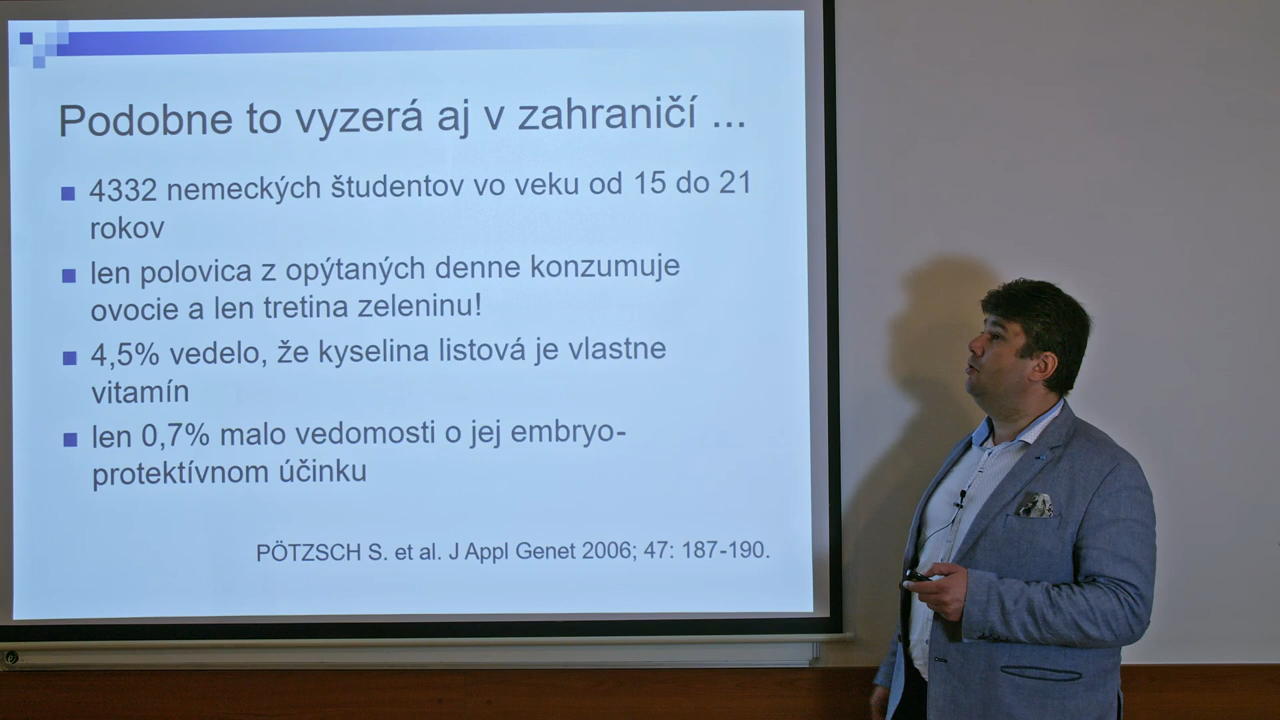 Podobne to vyzerá aj v zahraničí ...
4332 nemeckých študentov vo veku od 15 do 21
rokov
len polovica z opýtaných denne konzumuje
ovocie a len tretina zeleninu!
4,5% vedelo, že kyselina listová je vlastne
vitamín
len 0,7% malo vedomosti o jej embryo-
protektívnom účinku
PÖTZSCH S. et al. J Appl Genet 2006; 47: 187-190.